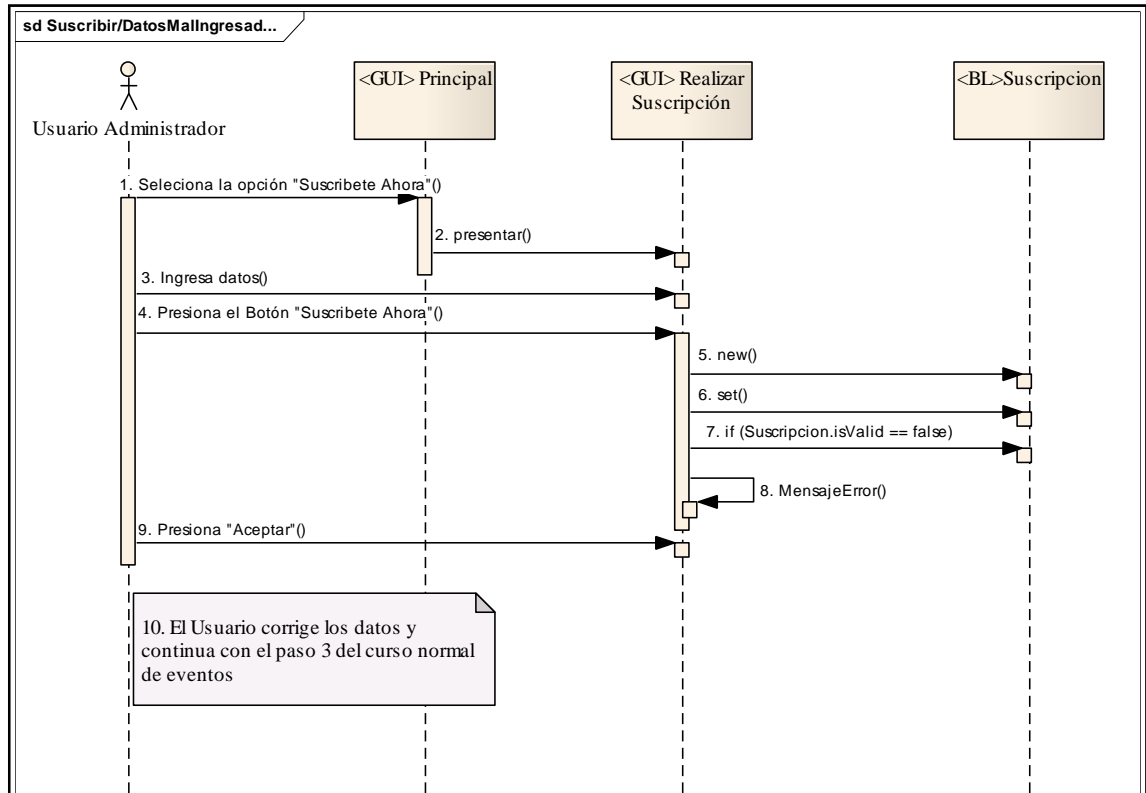 sd Suscribir/DatosMalIngresad...
Usuario Administrador
<GUI> Principal
<GUI> Realizar
Suscripción
<BL>Suscripcion
1. Seleciona la opción "Suscribete Ahora"()
2. presentar()
3. Ingresa datos()
4. Presiona el Botón "Suscribete Ahora"()
5. new()
6. set()
7. if (Suscripcion.isValid == false)
8. MensajeError()
9. Presiona "Aceptar"()
10. El Usuario corrige los datos y
continua con el paso 3 del curso normal
de eventos